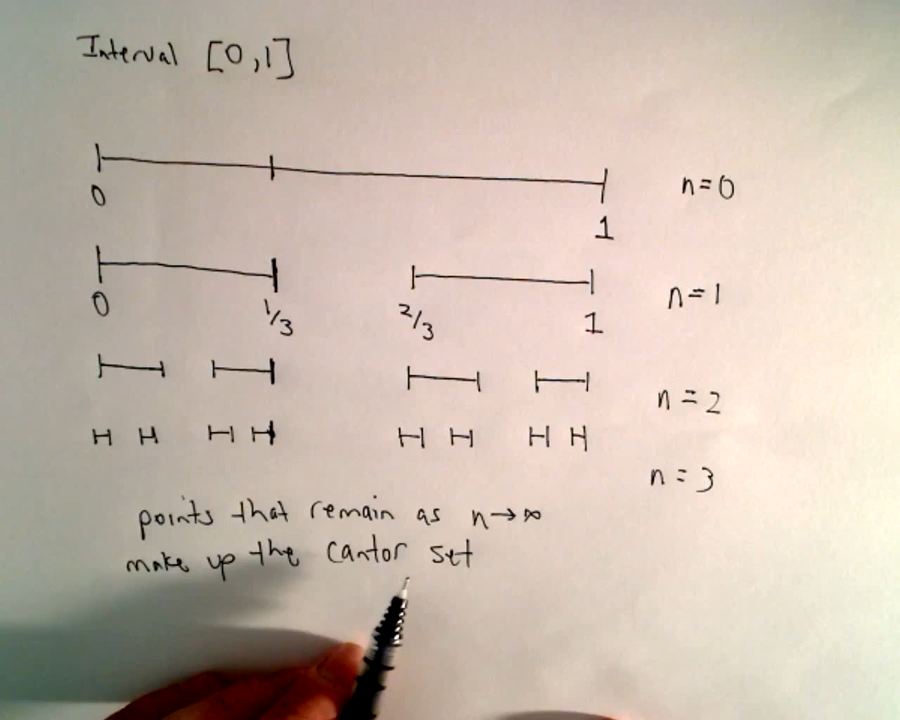 Interval [0,1]
n=0
0
1
n=1
0 1/3 2/3 1
n=2
n=3
points that remain as n→∞
make up the cantor set